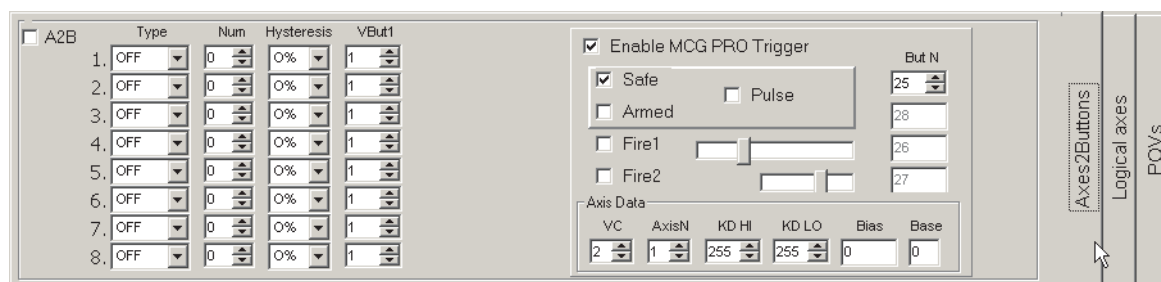 A2B
Type Num Hysteresis VBut1
1. OFF 0 0% 1
2. OFF 0 0% 1
3. OFF 0 0% 1
4. OFF 0 0% 1
5. OFF 0 0% 1
6. OFF 0 0% 1
7. OFF 0 0% 1
8. OFF 0 0% 1
Enable MCG PRO Trigger
But N
Safe
Pulse
25
Armed
28
Fire1
26
Fire2
27
Axis Data
VC AxisN KD HI KD LO Bias Base
2 1 255 255 0 0
Axes2Buttons
Logical axes
POVs